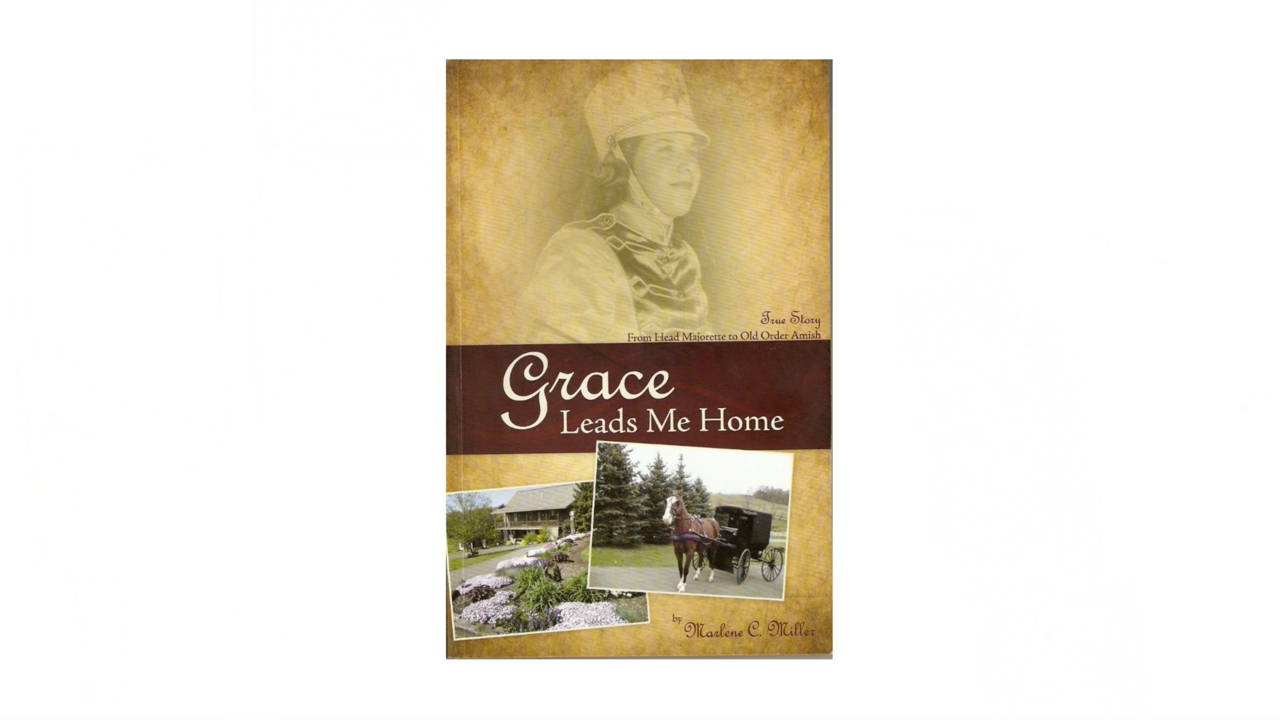 True Story
From Head Majorette to Old Order Amish
Grace
Leads Me Home
by Marlene C. Miller